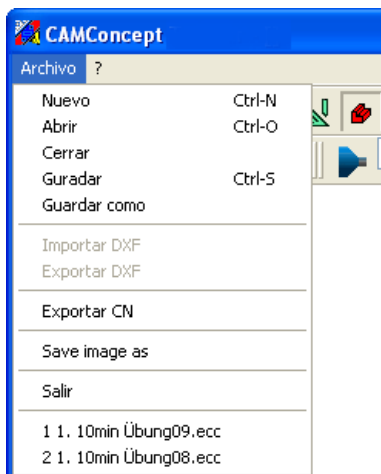 CAMConcept
Archivo ?
Nuevo Ctrl-N
Abrir Ctrl-O
Cerrar
Guradar Ctrl-S
Guardar como
Importar DXF
Exportar DXF
Exportar CN
Save image as
Salir
1 1. 10min Übung09.ecc
2 1. 10min Übung08.ecc